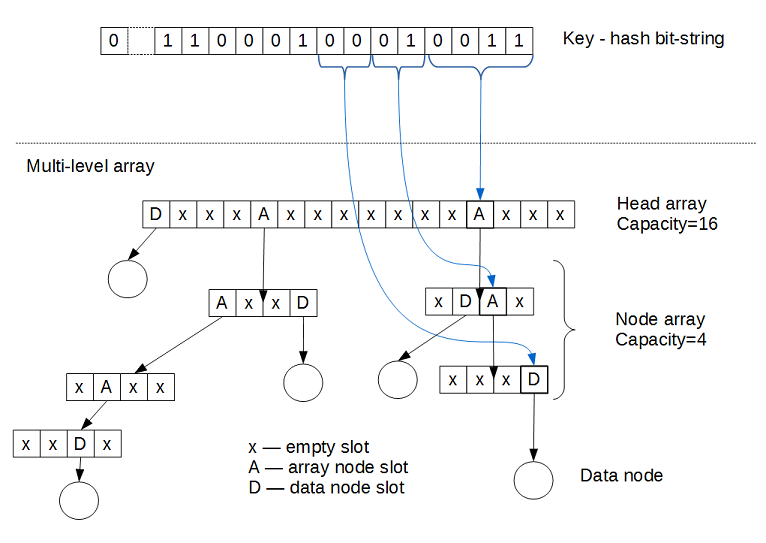 0 1 1 0 0 0 1 0 0 0 1 0 0 1 1
Key - hash bit-string
Multi-level array
D x x x A x x x x x x x A x x x
Head array
Capacity=16
A x x D
x D A x
Node array
Capacity=4
x A x x
x x x D
x x D x
x — empty slot
A — array node slot
D — data node slot
Data node